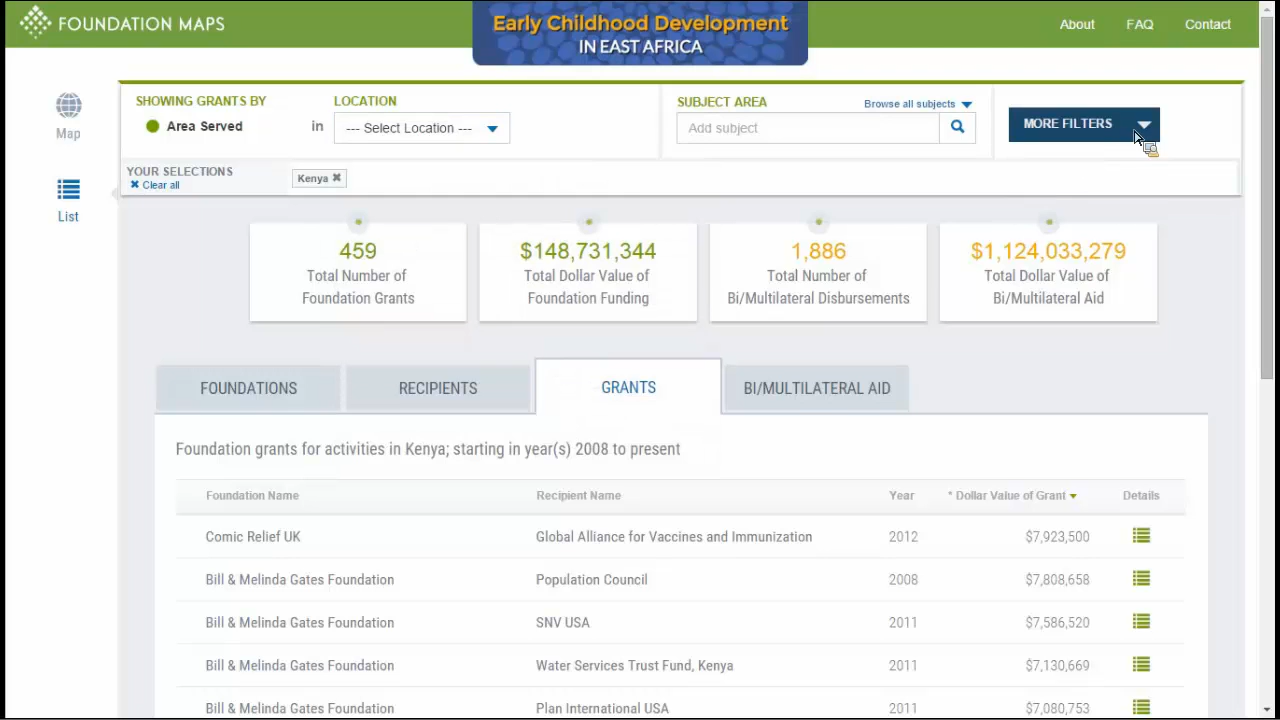 FOUNDATION MAPS
Early Childhood Development
IN EAST AFRICA
About FAQ Contact
Map
List
SHOWING GRANTS BY
Area Served
in
LOCATION
--- Select Location ---
SUBJECT AREA
Browse all subjects
Add subject
MORE FILTERS
YOUR SELECTIONS
✖ Clear all
Kenya ✖
459
Total Number of
Foundation Grants
$148,731,344
Total Dollar Value of
Foundation Funding
1,886
Total Number of
Bi/Multilateral Disbursements
$1,124,033,279
Total Dollar Value of
Bi/Multilateral Aid
FOUNDATIONS RECIPIENTS GRANTS BI/MULTILATERAL AID
Foundation grants for activities in Kenya; starting in year(s) 2008 to present
Foundation Name Recipient Name Year * Dollar Value of Grant Details
Comic Relief UK Global Alliance for Vaccines and Immunization 2012 $7,923,500
Bill & Melinda Gates Foundation Population Council 2008 $7,808,658
Bill & Melinda Gates Foundation SNV USA 2011 $7,586,520
Bill & Melinda Gates Foundation Water Services Trust Fund, Kenya 2011 $7,130,669
Bill & Melinda Gates Foundation Plan International USA 2011 $7,080,753